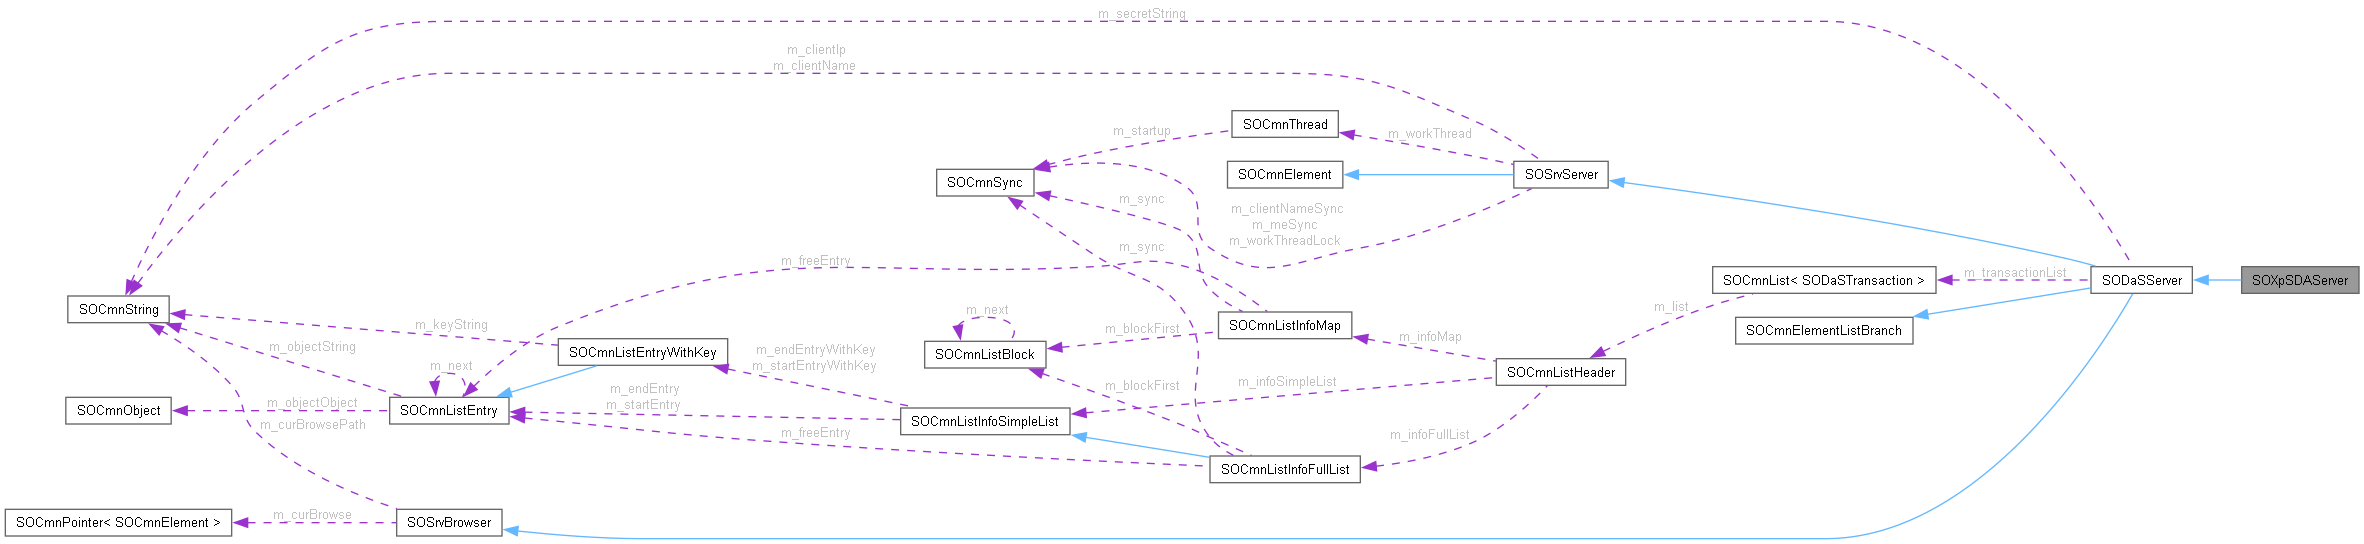 m_secretString
m_clientIp
m_clientName
SOCmnThread
m_startup
m_workThread
SOCmnSync
SOCmnElement
SOSrvServer
m_sync
m_clientNameSync
m_meSync
m_workThreadLock
m_sync
m_freeEntry
SOCmnList< SODaSTransaction >
m_transactionList
SODaSServer
SOXpSDAServer
SOCmnString
m_keyString
m_next
m_blockFirst
SOCmnListInfoMap
m_infoMap
m_list
SOCmnElementListBranch
m_objectString
SOCmnListEntryWithKey
m_endEntryWithKey
m_startEntryWithKey
SOCmnListBlock
SOCmnListHeader
m_next
m_blockFirst
m_infoSimpleList
m_objectObject
SOCmnObject
SOCmnListEntry
m_endEntry
m_startEntry
SOCmnListInfoSimpleList
m_curBrowsePath
m_freeEntry
m_infoFullList
SOCmnListInfoFullList
SOCmnPointer< SOCmnElement >
m_curBrowse
SOSrvBrowser